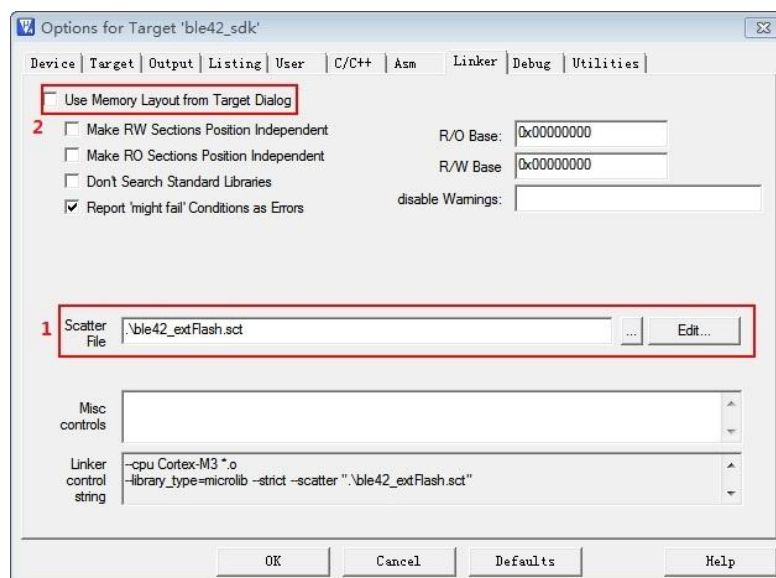 Options for Target 'ble42_sdk'
Device Target Output Listing User C/C++ Asm Linker Debug Utilities
Use Memory Layout from Target Dialog
2
Make RW Sections Position Independent
Make RO Sections Position Independent
Don't Search Standard Libraries
Report 'might fail' Conditions as Errors
R/O Base: 0x00000000
R/W Base 0x00000000
disable Warnings:
1
Scatter
File
.\ble42_extFlash.sct
... Edit...
Misc
controls
Linker
control
string
--cpu Cortex-M3 *.o
--library_type=microlib --strict --scatter ".\ble42_extFlash.sct"
OK Cancel Defaults Help